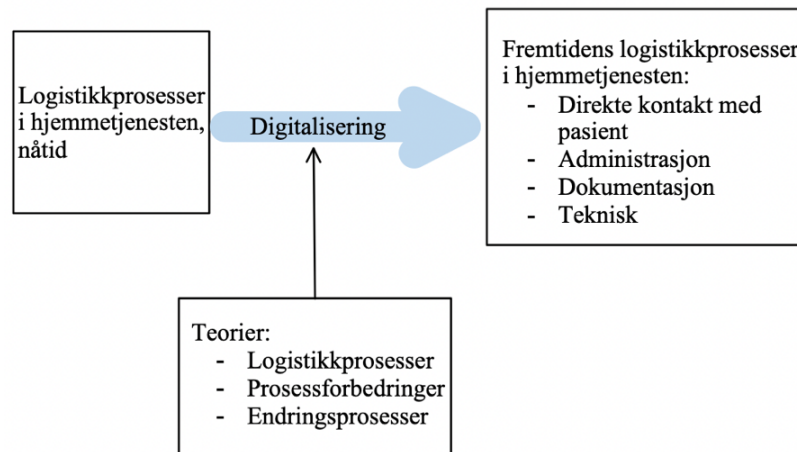 Logistikkprosesser
i hjemmetjenesten,
nåtid
Digitalisering
Fremtidens logistikkprosesser
i hjemmetjenesten:
- Direkte kontakt med
pasient
- Administrasjon
- Dokumentasjon
- Teknisk
Teorier:
- Logistikkprosesser
- Prosessforbedringer
- Endringsprosesser